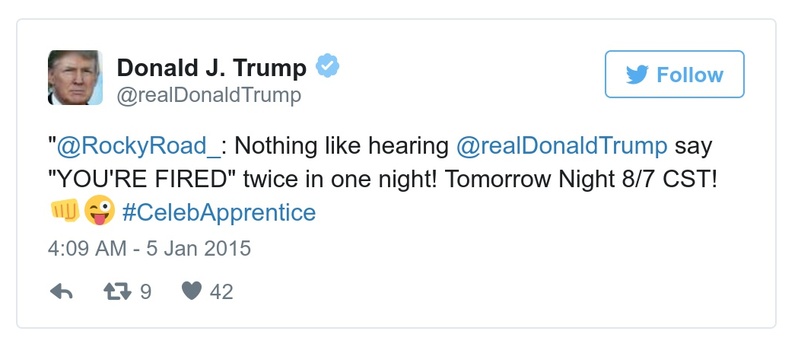 Donald J. Trump
@realDonaldTrump
Follow
"@RockyRoad_: Nothing like hearing @realDonaldTrump say
"YOU'RE FIRED" twice in one night! Tomorrow Night 8/7 CST!
👊😜 #CelebApprentice
4:09 AM - 5 Jan 2015
9 42